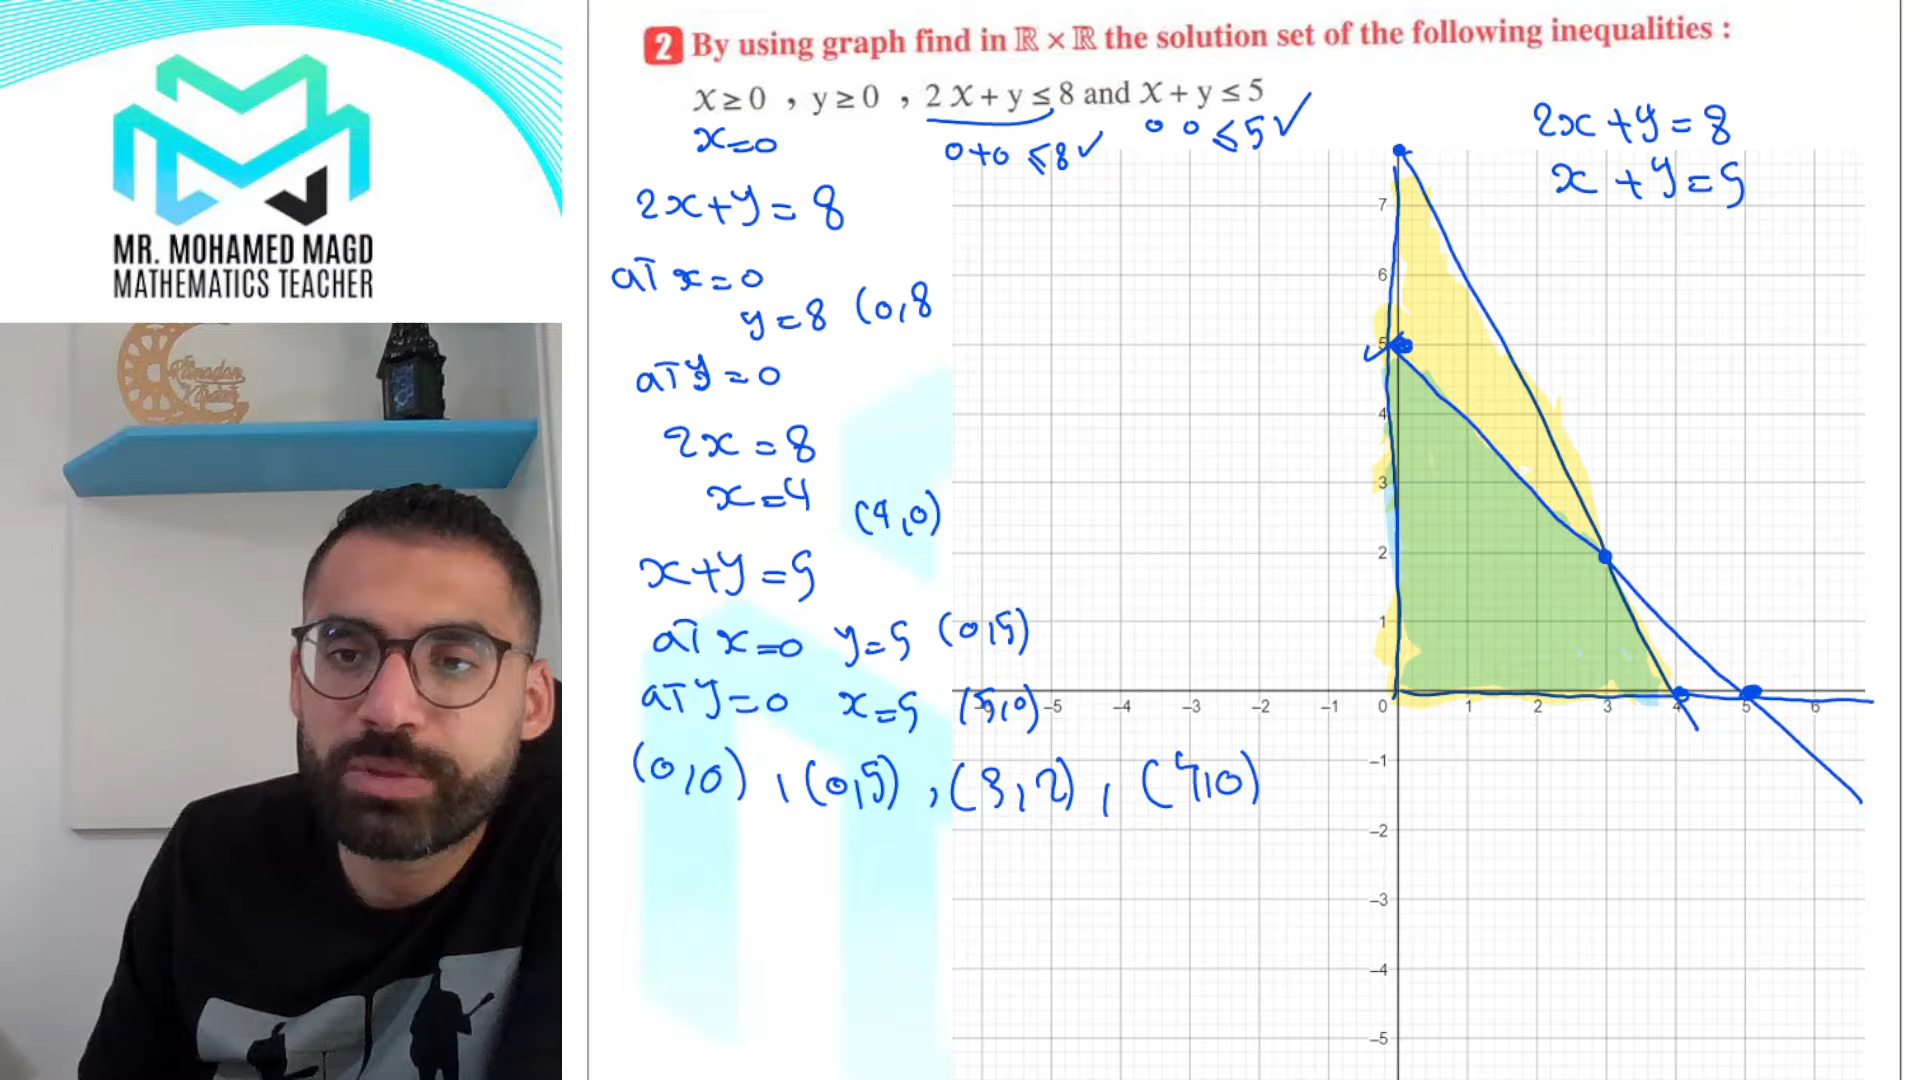 MR. MOHAMED MAGD
MATHEMATICS TEACHER
Ramadan
2 By using graph find in ℝ × ℝ the solution set of the following inequalities :
X ≥ 0 , y ≥ 0 , 2 X + y ≤ 8 and X + y ≤ 5
x=0
0+0 ≤8 ✓
0 0 ≤5 ✓
2x+y=8
x+y=5
2x+y=8
aT x=0
y=8 (0,8
aT y=0
2x=8
x=4 (4,0)
x+y=5
aT x=0 y=5 (0,5)
aT y=0 x=5 (5,0)
(0,0) , (0,5) , (3,2) , (4,0)
7
6
5
4
3
2
1
−5 −4 −3 −2 −1 0 1 2 3 4 5 6
−1
−2
−3
−4
−5